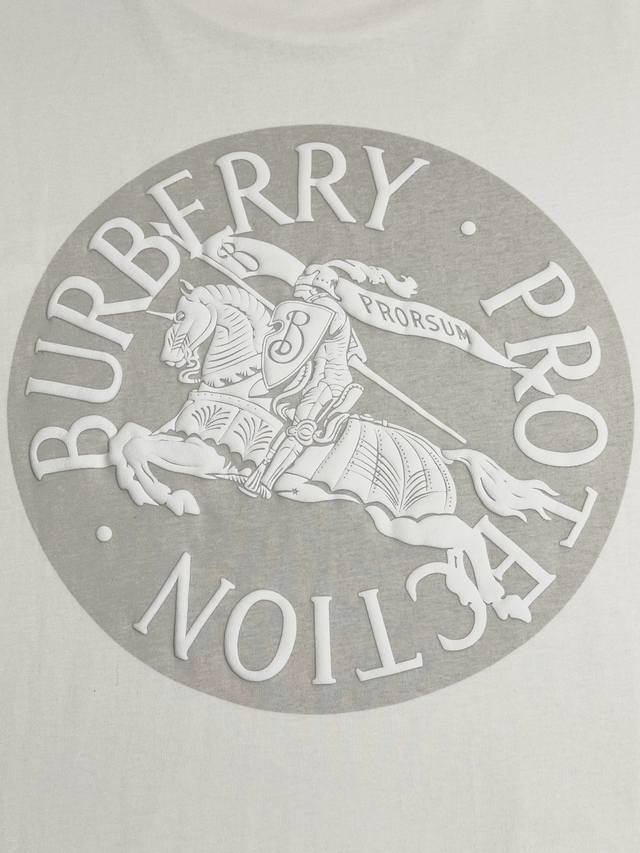 BURBERRY · PROTECTION ·
B
PRORSUM
B